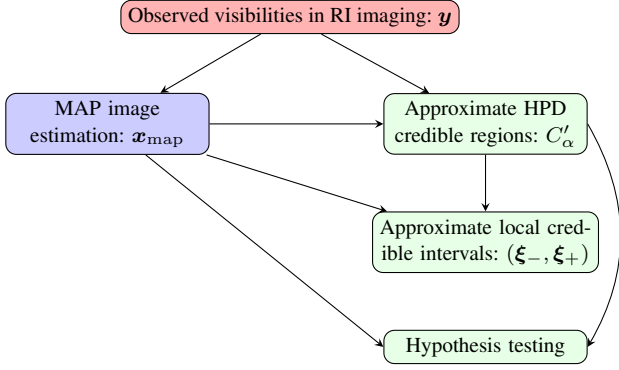 Observed visibilities in RI imaging: y
MAP image
estimation: x_map
Approximate HPD
credible regions: C′_α
Approximate local cred-
ible intervals: (ξ_−, ξ_+)
Hypothesis testing